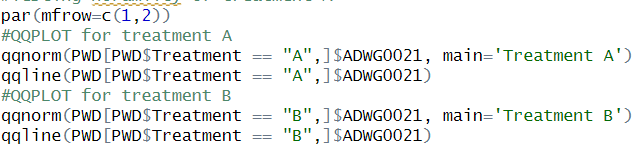 par(mfrow=c(1,2))
#QQPLOT for treatment A
qqnorm(PWD[PWD$Treatment == "A",]$ADWG0021, main='Treatment A')
qqline(PWD[PWD$Treatment == "A",]$ADWG0021)
#QQPLOT for treatment B
qqnorm(PWD[PWD$Treatment == "B",]$ADWG0021, main='Treatment B')
qqline(PWD[PWD$Treatment == "B",]$ADWG0021)